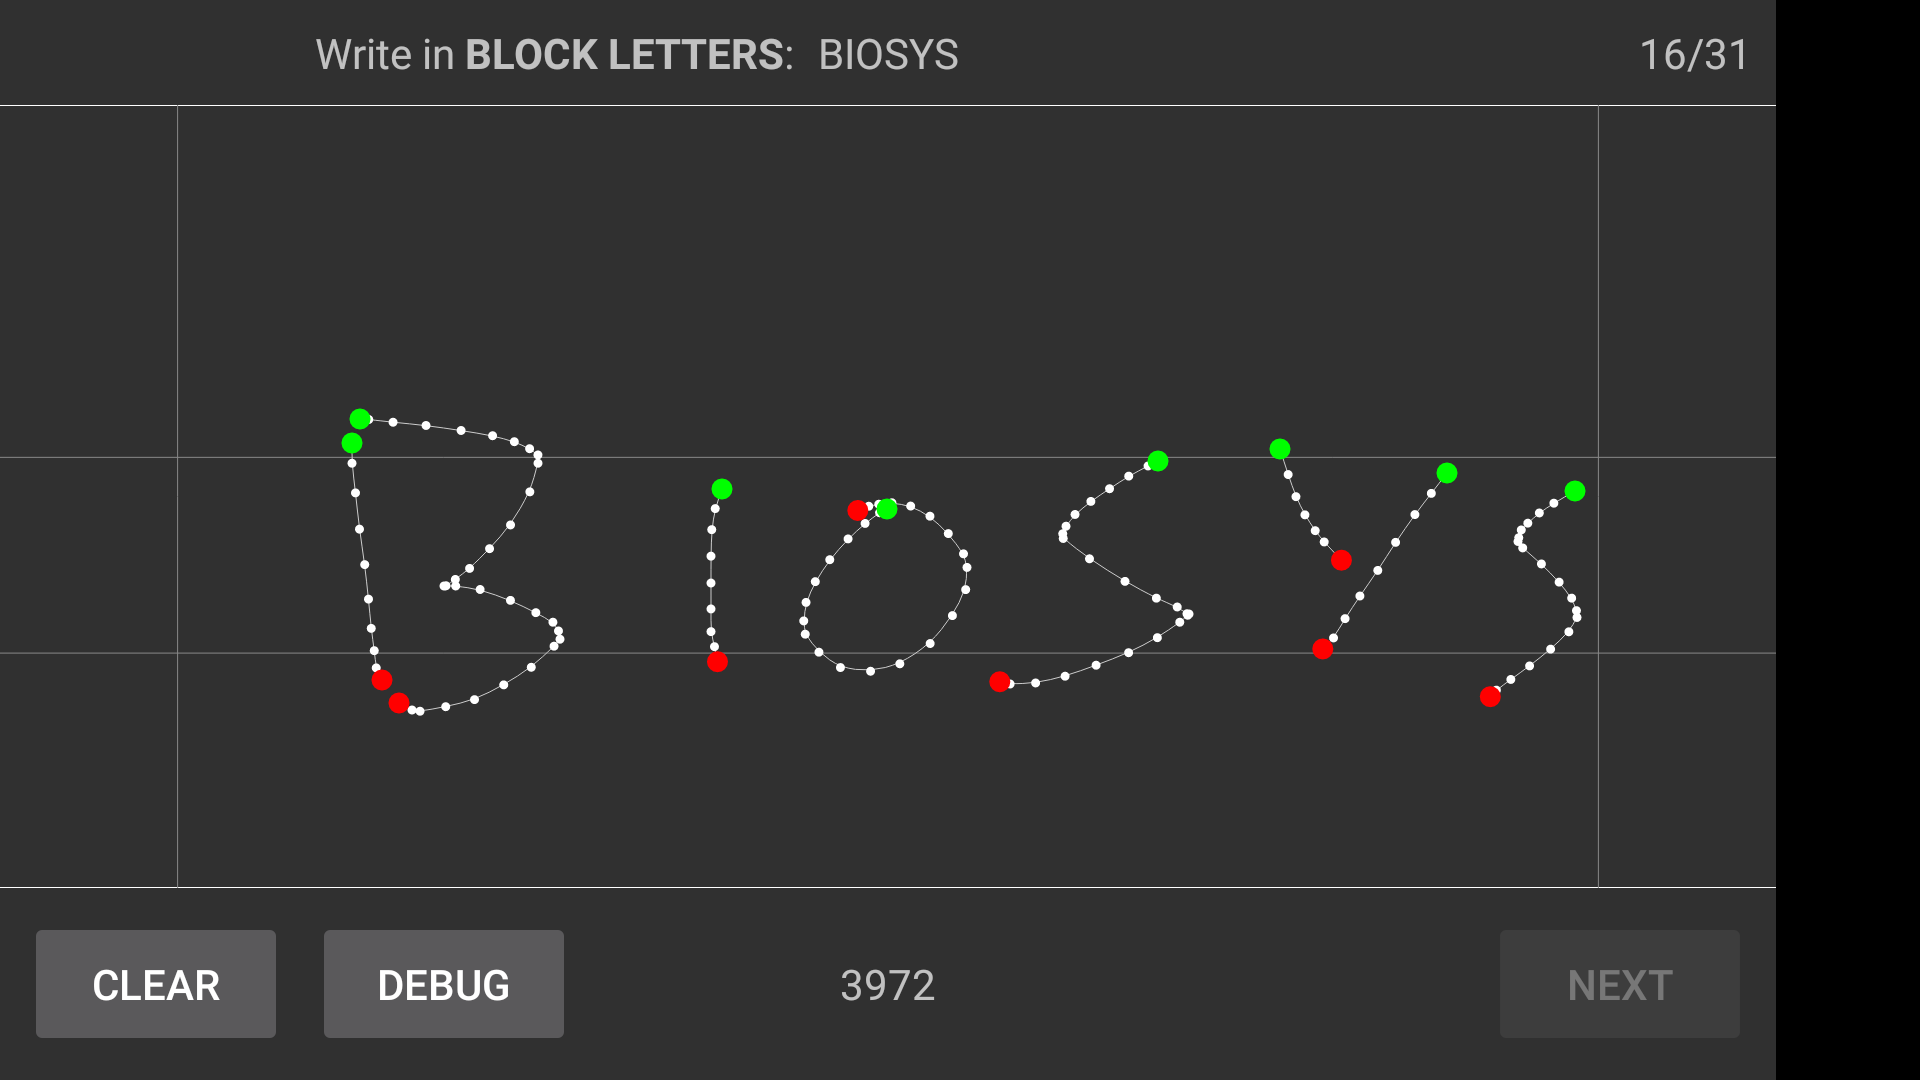 Write in BLOCK LETTERS: BIOSYS 16/31
BIOSYS
CLEAR DEBUG 3972 NEXT